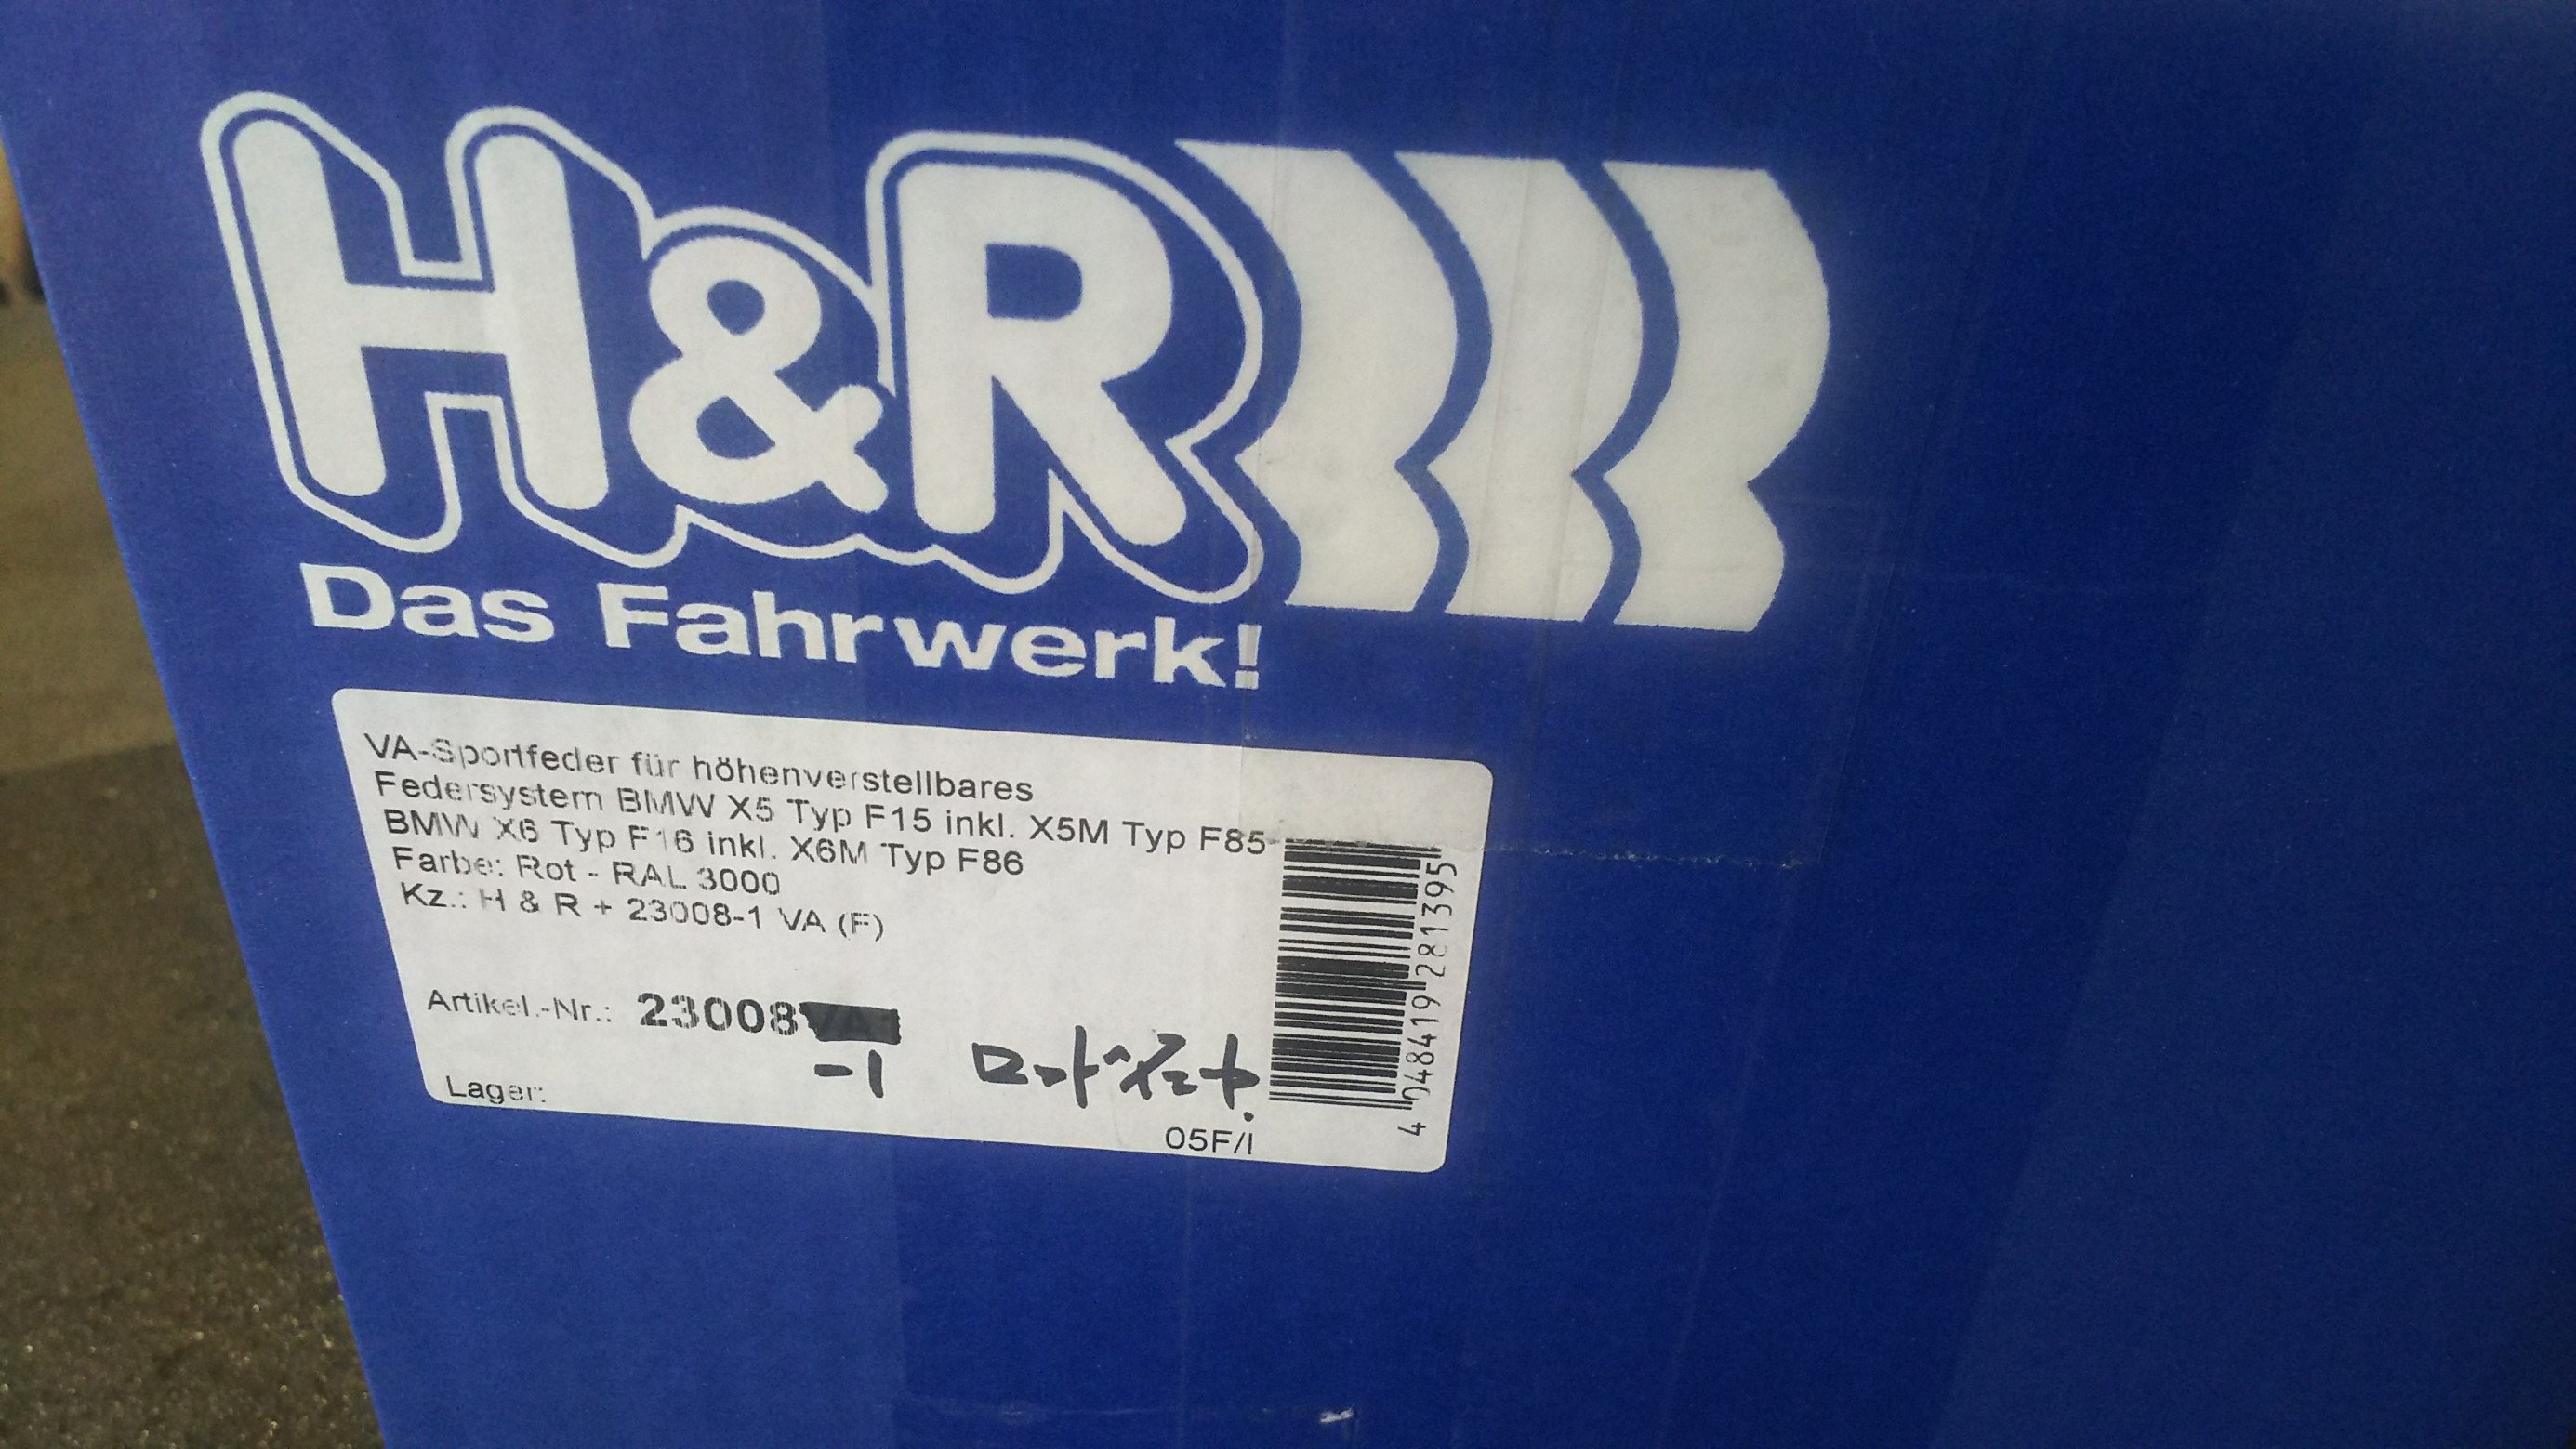 H&R
Das Fahrwerk!
VA-Sportfeder für höhenverstellbares
Federsystem BMW X5 Typ F15 inkl. X5M Typ F85-
BMW X6 Typ F16 inkl. X6M Typ F86
Farbe: Rot - RAL 3000
Kz.: H & R + 23008-1 VA (F)
Artikel.-Nr.: 23008
-1
Lager:
05F/I
4 048419 281395